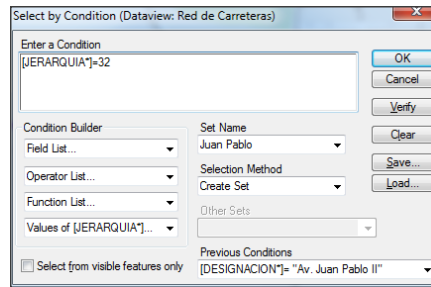 Select by Condition (Dataview: Red de Carreteras)
Enter a Condition
[JERARQUIA*]=32
OK
Cancel
Verify
Clear
Save...
Load...
Condition Builder
Field List...
Operator List...
Function List...
Values of [JERARQUIA*]...
Select from visible features only
Set Name
Juan Pablo
Selection Method
Create Set
Other Sets
Previous Conditions
[DESIGNACION*]= "Av. Juan Pablo II"